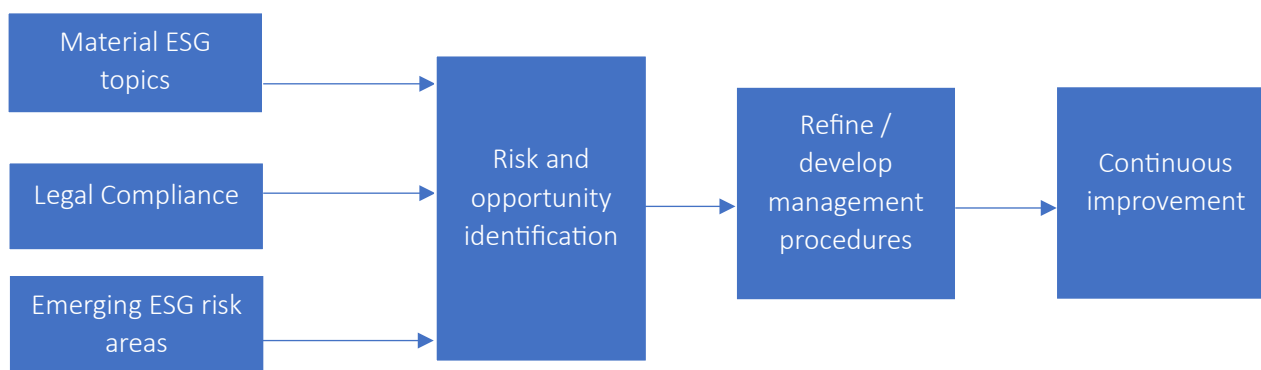 Material ESG
topics
Legal Compliance
Emerging ESG risk
areas
Risk and
opportunity
identification
Refine /
develop
management
procedures
Continuous
improvement